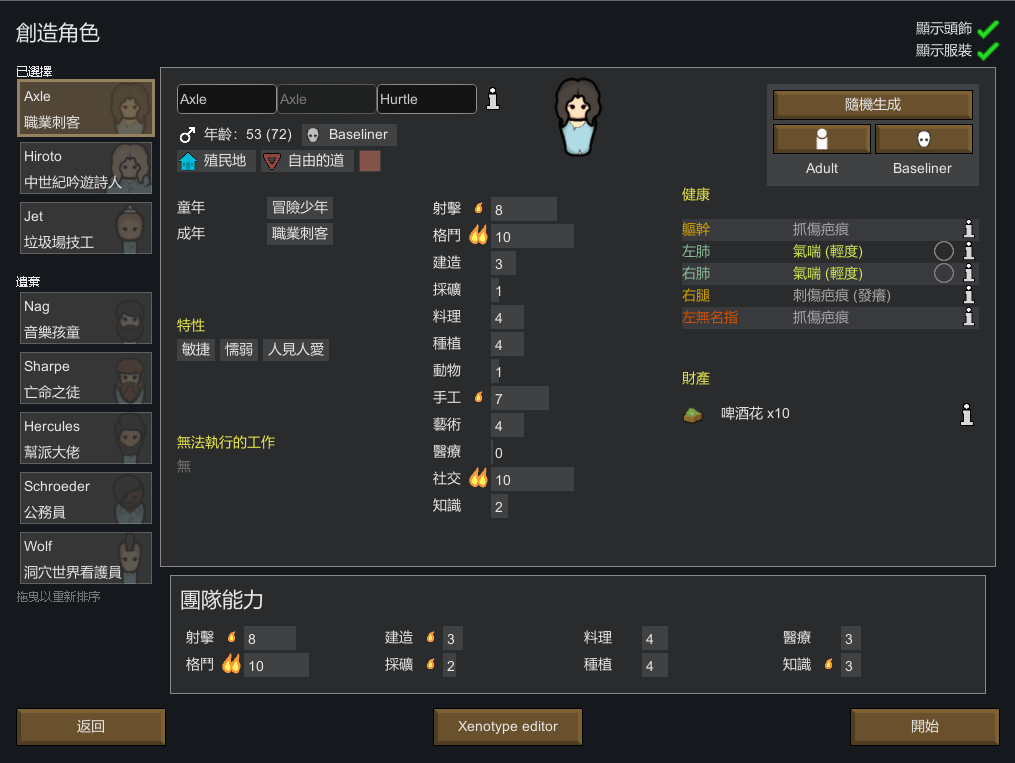 創造角色
顯示頭飾
顯示服裝
已選擇
Axle
職業刺客
Hiroto
中世紀吟遊詩人
Jet
垃圾場技工
遺棄
Nag
音樂孩童
Sharpe
亡命之徒
Hercules
幫派大佬
Schroeder
公務員
Wolf
洞穴世界看護員
拖曳以重新排序
Axle Axle Hurtle
年齡：53 (72) Baseliner
殖民地 自由的道
童年 冒險少年
成年 職業刺客
特性
敏捷 懦弱 人見人愛
無法執行的工作
無
射擊 8
格鬥 10
建造 3
採礦 1
料理 4
種植 4
動物 1
手工 7
藝術 4
醫療 0
社交 10
知識 2
隨機生成
Adult Baseliner
健康
軀幹 抓傷疤痕
左肺 氣喘 (輕度)
右肺 氣喘 (輕度)
右腿 刺傷疤痕 (發癢)
左無名指 抓傷疤痕
財產
啤酒花 x10
團隊能力
射擊 8 建造 3 料理 4 醫療 3
格鬥 10 採礦 2 種植 4 知識 3
返回 Xenotype editor 開始